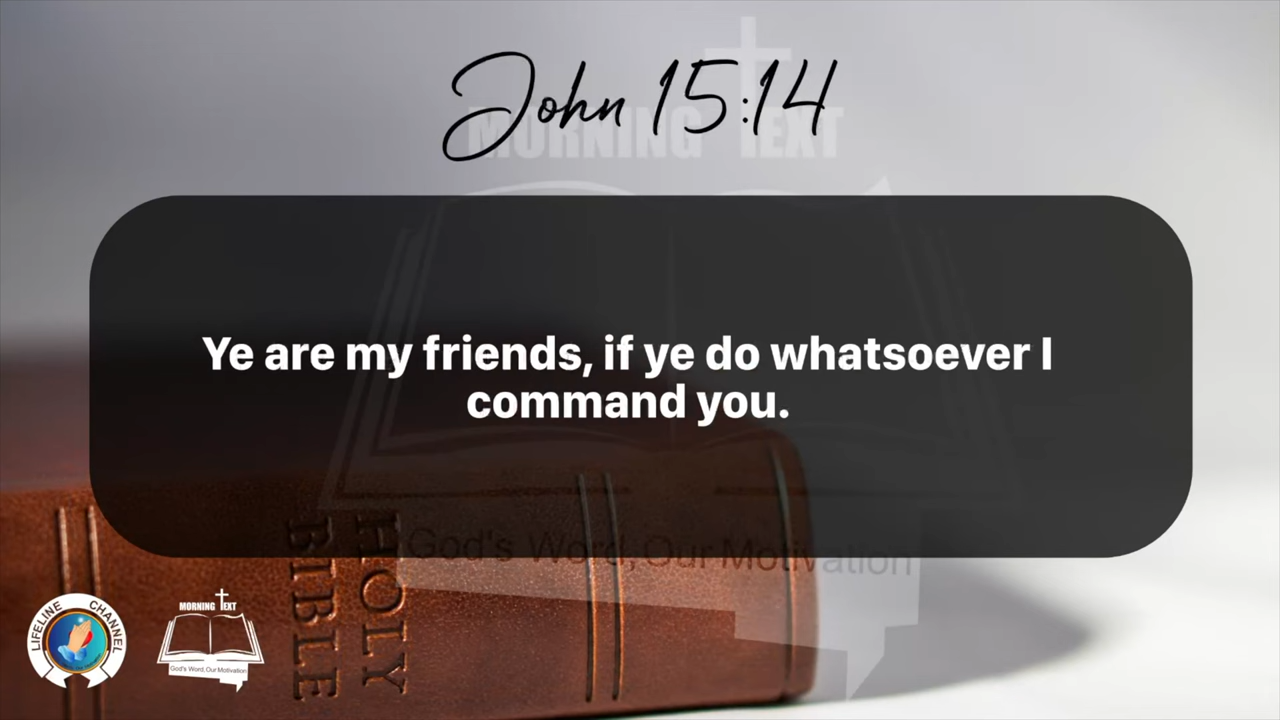 John 15:14
MORNING TEXT
Ye are my friends, if ye do whatsoever I
command you.
God's Word, Our Motivation
HOLY
BIBLE
LIFELINE CHANNEL
MORNING TEXT
God's Word, Our Motivation